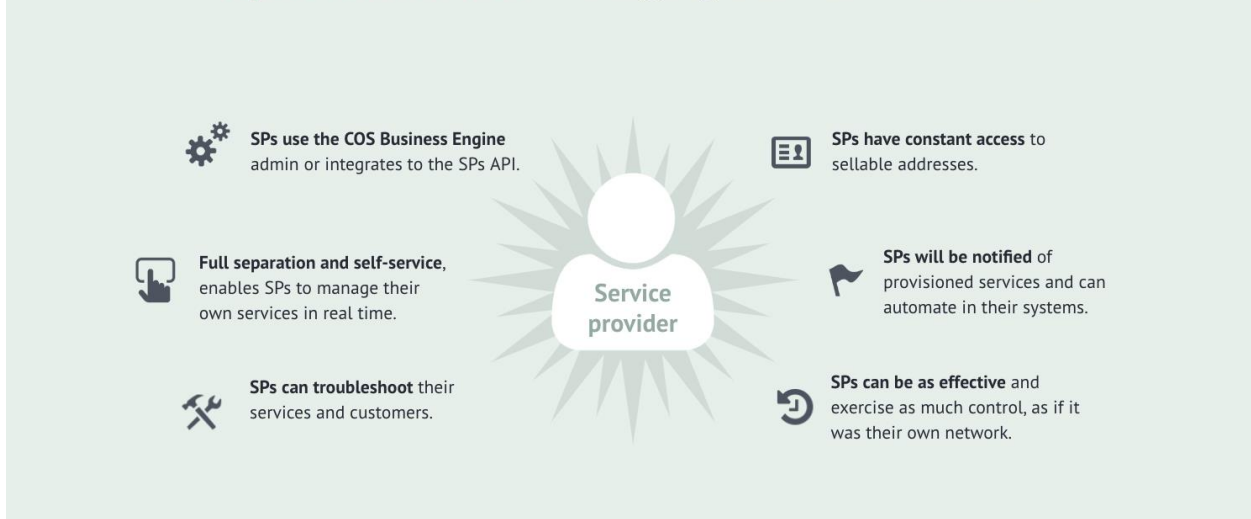 SPs use the COS Business Engine
admin or integrates to the SPs API.
Full separation and self-service,
enables SPs to manage their
own services in real time.
SPs can troubleshoot their
services and customers.
Service
provider
SPs have constant access to
sellable addresses.
SPs will be notified of
provisioned services and can
automate in their systems.
SPs can be as effective and
exercise as much control, as if it
was their own network.